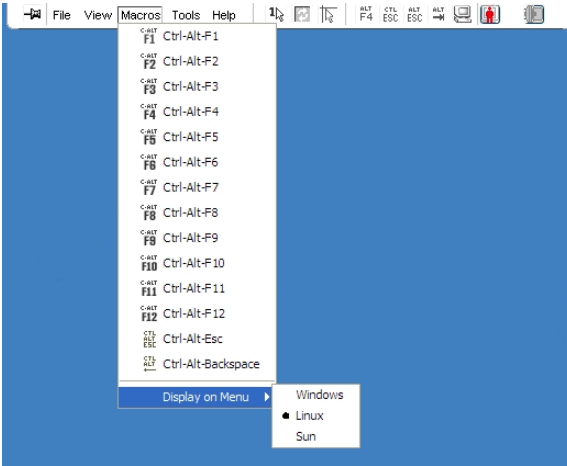 File View Macros Tools Help 1 ALT F4 CTL ESC ALT ESC ALT
C-ALT F1 Ctrl-Alt-F1
C-ALT F2 Ctrl-Alt-F2
C-ALT F3 Ctrl-Alt-F3
C-ALT F4 Ctrl-Alt-F4
C-ALT F5 Ctrl-Alt-F5
C-ALT F6 Ctrl-Alt-F6
C-ALT F7 Ctrl-Alt-F7
C-ALT F8 Ctrl-Alt-F8
C-ALT F9 Ctrl-Alt-F9
C-ALT F10 Ctrl-Alt-F10
C-ALT F11 Ctrl-Alt-F11
C-ALT F12 Ctrl-Alt-F12
CTL ALT ESC Ctrl-Alt-Esc
CTL ALT Ctrl-Alt-Backspace
Display on Menu
Windows
Linux
Sun